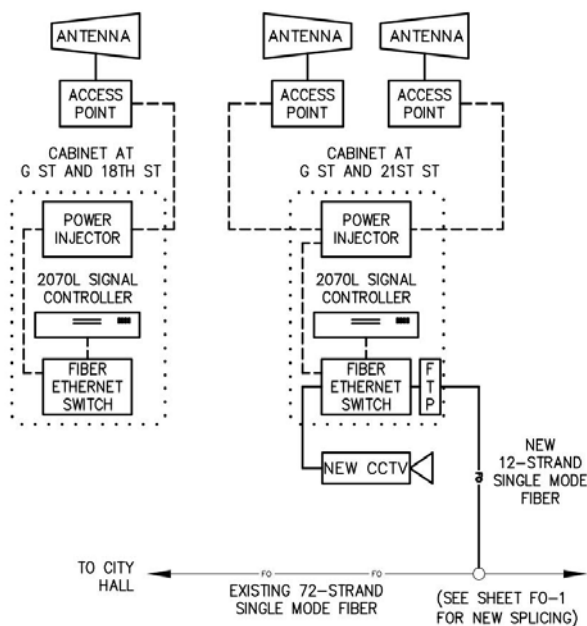 ANTENNA
ANTENNA
ANTENNA
ACCESS
POINT
ACCESS
POINT
ACCESS
POINT
CABINET AT
G ST AND 18TH ST
CABINET AT
G ST AND 21ST ST
POWER
INJECTOR
POWER
INJECTOR
2070L SIGNAL
CONTROLLER
2070L SIGNAL
CONTROLLER
FIBER
ETHERNET
SWITCH
FIBER
ETHERNET
SWITCH
F
T
P
NEW CCTV
NEW
12-STRAND
SINGLE MODE
FIBER
FO
TO CITY
HALL
FO
FO
EXISTING 72-STRAND
SINGLE MODE FIBER
(SEE SHEET FO-1
FOR NEW SPLICING)